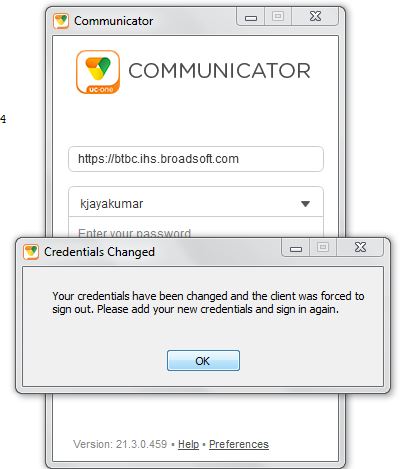 Communicator
uc-one
COMMUNICATOR
4
https://btbc.ihs.broadsoft.com
kjayakumar
Enter your password
Credentials Changed
Your credentials have been changed and the client was forced to
sign out. Please add your new credentials and sign in again.
OK
Version: 21.3.0.459 • Help • Preferences